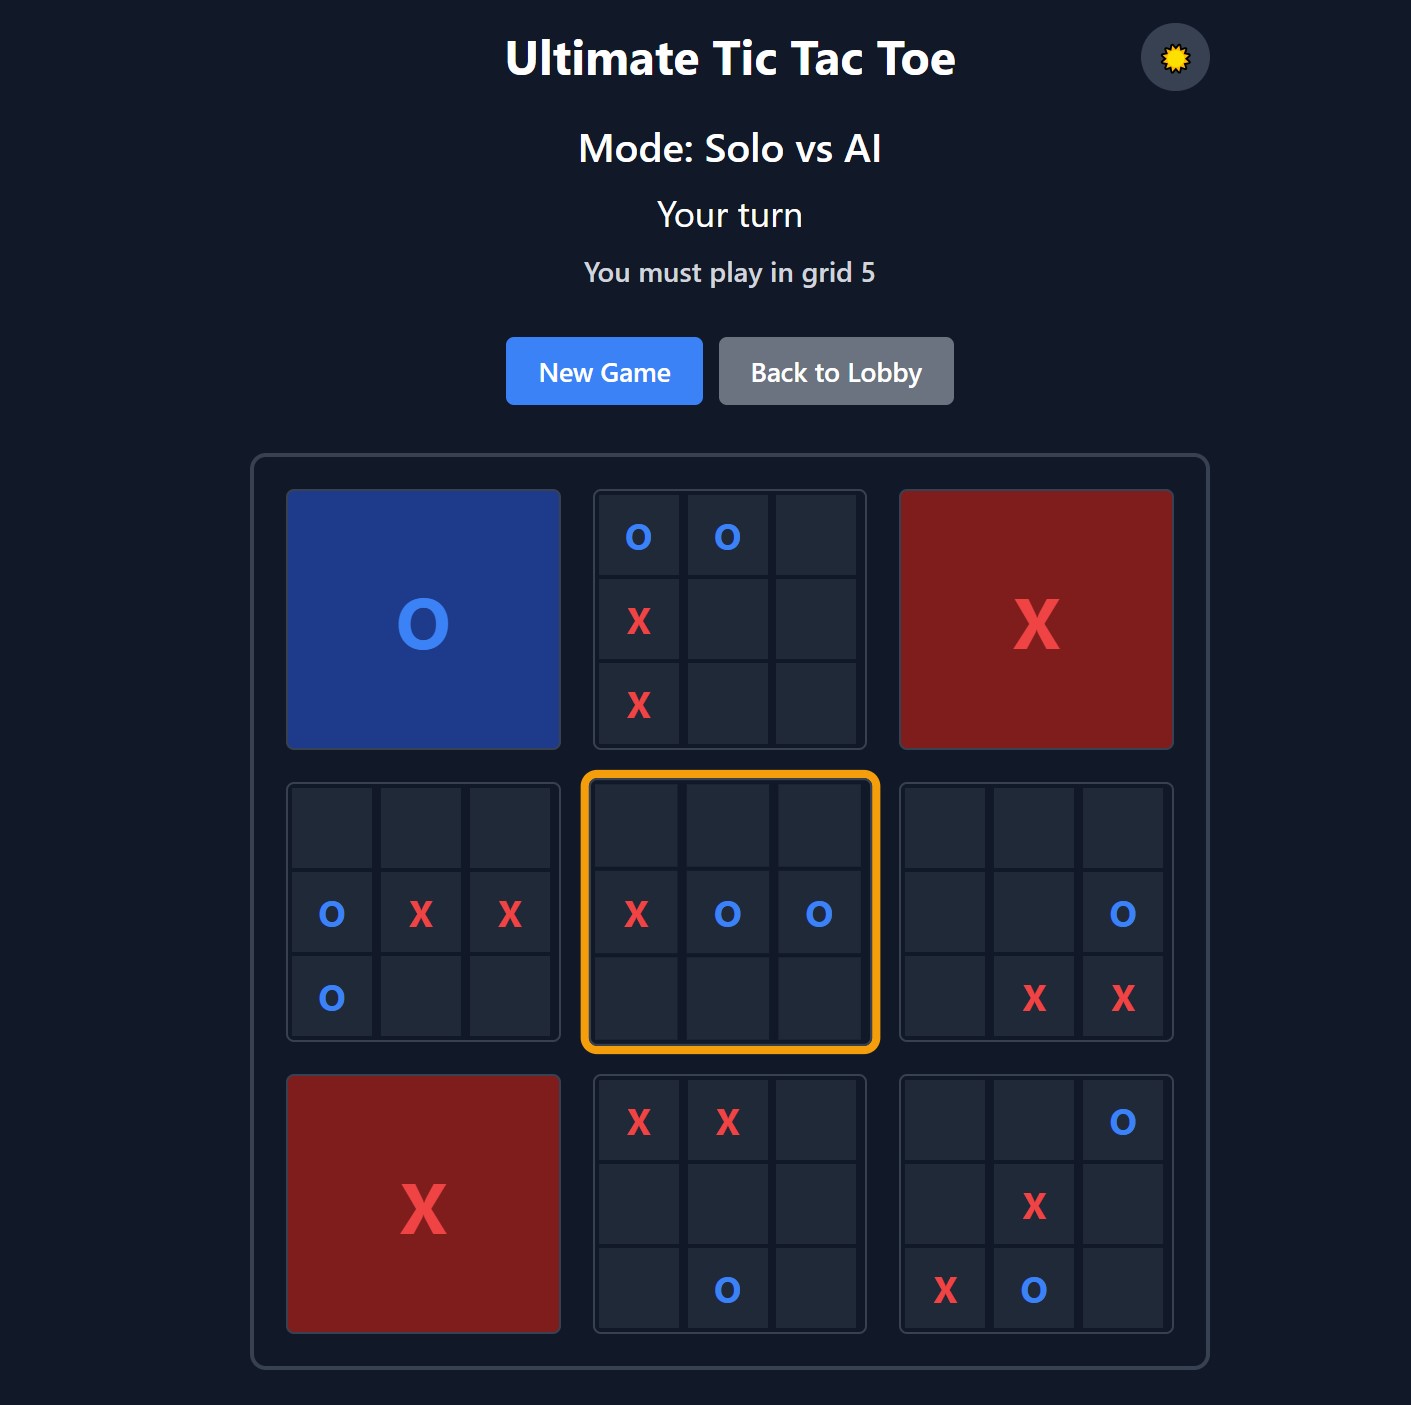 Ultimate Tic Tac Toe
Mode: Solo vs AI
Your turn
You must play in grid 5
New Game Back to Lobby
O O X
O
X
X
O X X X O O O
O X X
X X X O
X
O X O
X